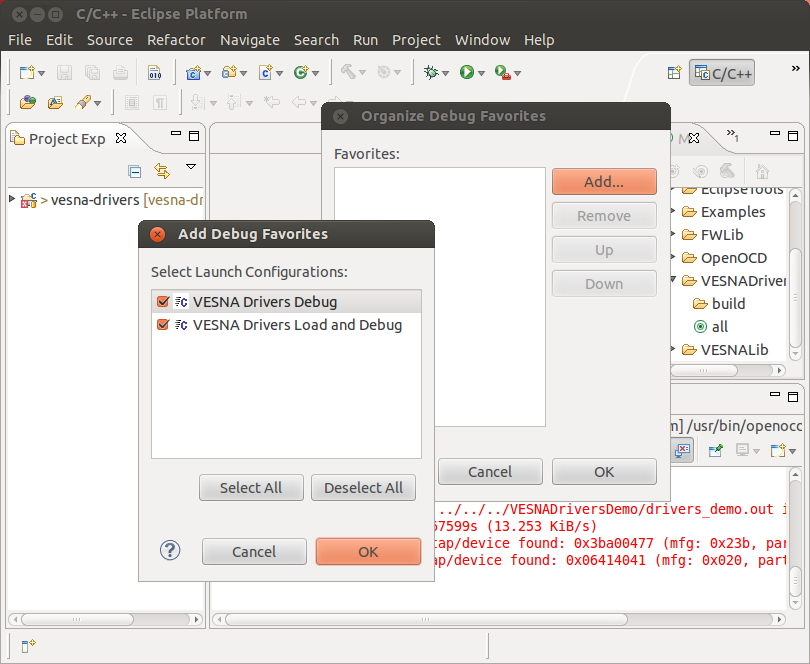 C/C++ - Eclipse Platform
File Edit Source Refactor Navigate Search Run Project Window Help
010
C/C++
Project Exp
> vesna-drivers [vesna-dr
Organize Debug Favorites
Favorites:
Add...
Remove
Up
Down
Cancel
OK
Add Debug Favorites
Select Launch Configurations:
VESNA Drivers Debug
VESNA Drivers Load and Debug
Select All
Deselect All
Cancel
OK
M
1
EclipseTools
Examples
FWLib
OpenOCD
VESNADriver
build
all
VESNALib
m] /usr/bin/openocc
../../../VESNADriversDemo/drivers_demo.out i
57599s (13.253 KiB/s)
tap/device found: 0x3ba00477 (mfg: 0x23b, par
ap/device found: 0x06414041 (mfg: 0x020, part